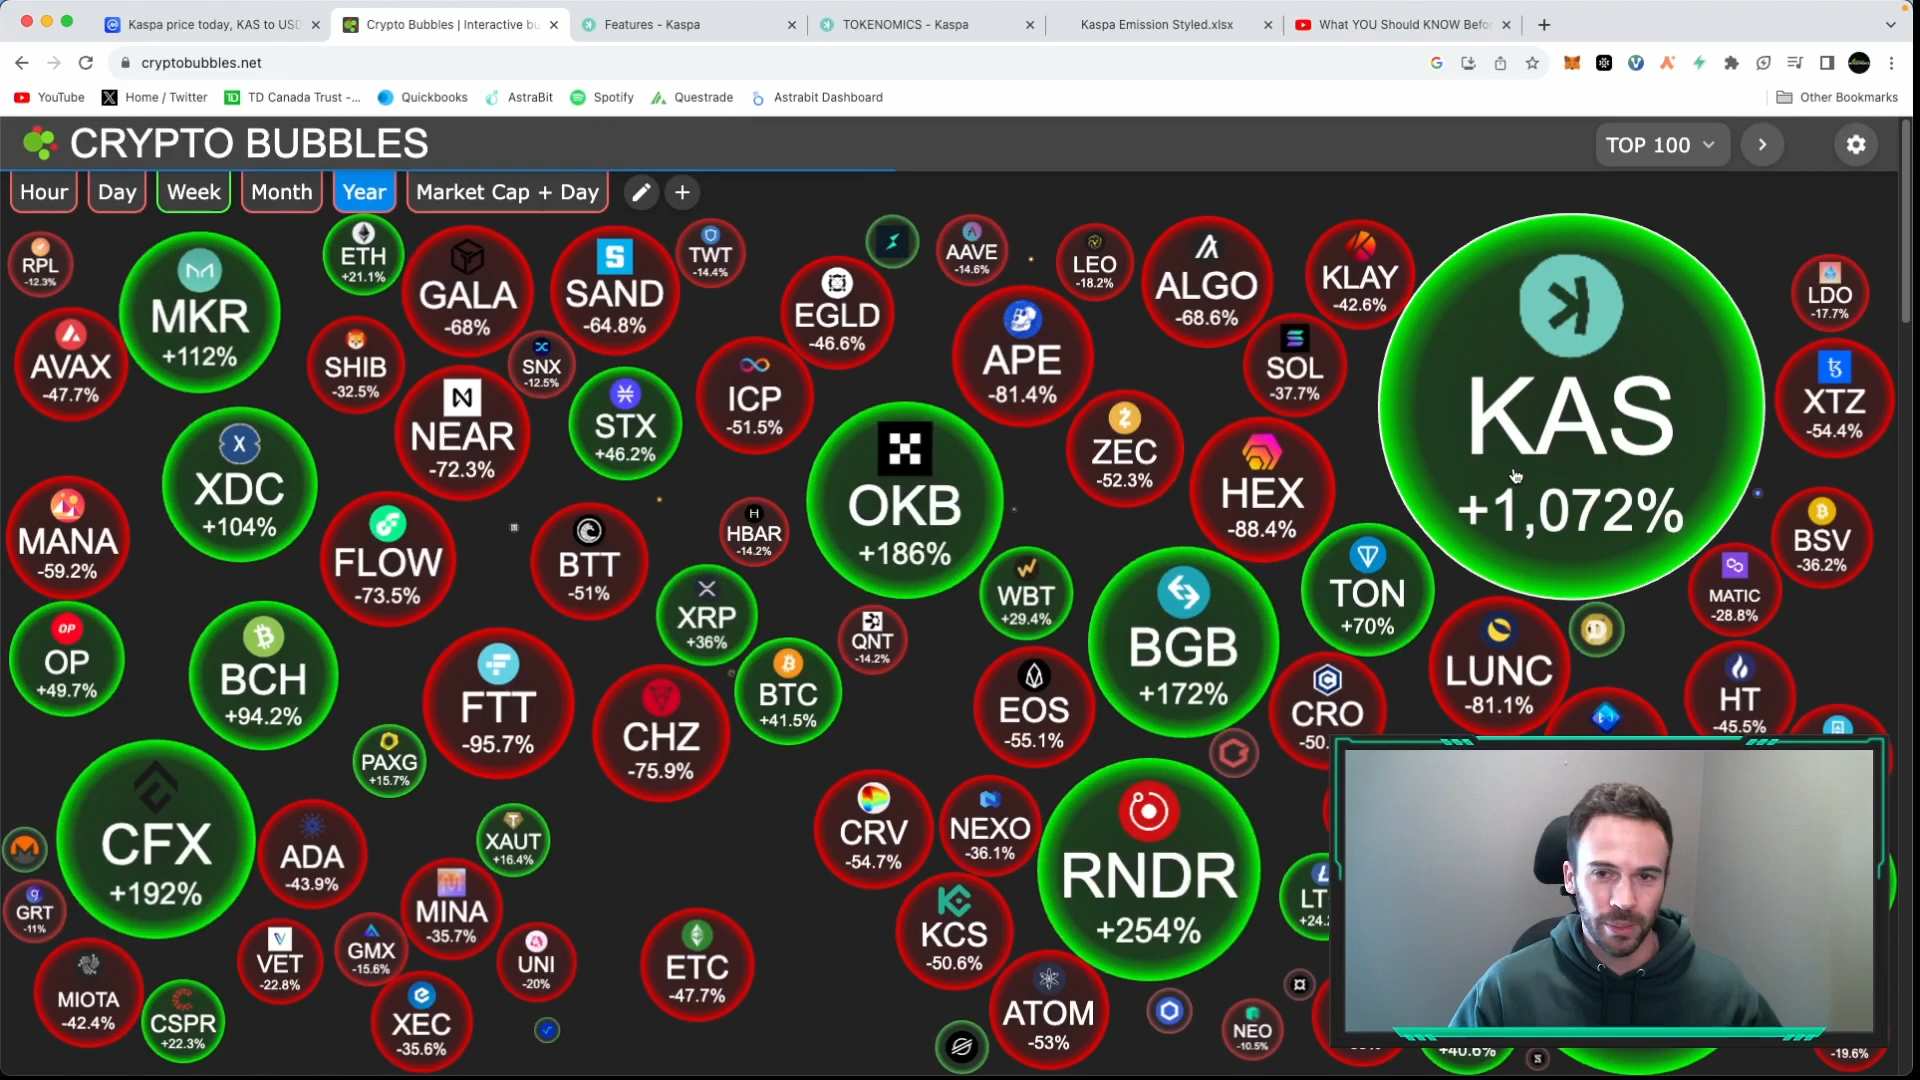 Kaspa price today, KAS to USD
Crypto Bubbles | Interactive bu
Features - Kaspa
TOKENOMICS - Kaspa
Kaspa Emission Styled.xlsx
What YOU Should KNOW Befor
cryptobubbles.net
YouTube
Home / Twitter
TD Canada Trust -...
Quickbooks
AstraBit
Spotify
Questrade
Astrabit Dashboard
Other Bookmarks
CRYPTO BUBBLES
TOP 100
Hour
Day
Week
Month
Year
Market Cap + Day
RPL
-12.3%
MKR
+112%
ETH
+21.1%
GALA
-68%
SAND
-64.8%
TWT
-14.4%
EGLD
-46.6%
AAVE
-14.6%
LEO
-18.2%
ALGO
-68.6%
KLAY
-42.6%
KAS
+1,072%
LDO
-17.7%
AVAX
-47.7%
SHIB
-32.5%
SNX
-12.5%
NEAR
-72.3%
STX
+46.2%
ICP
-51.5%
APE
-81.4%
SOL
-37.7%
XTZ
-54.4%
XDC
+104%
OKB
+186%
ZEC
-52.3%
HEX
-88.4%
MANA
-59.2%
FLOW
-73.5%
BTT
-51%
HBAR
-14.2%
BSV
-36.2%
XRP
+36%
WBT
+29.4%
TON
+70%
MATIC
-28.8%
OP
+49.7%
BCH
+94.2%
FTT
-95.7%
CHZ
-75.9%
BTC
+41.5%
QNT
-14.2%
BGB
+172%
EOS
-55.1%
CRO
-50.
LUNC
-81.1%
HT
-45.5%
PAXG
+15.7%
CFX
+192%
ADA
-43.9%
XAUT
+16.4%
CRV
-54.7%
NEXO
-36.1%
RNDR
+254%
LT
+24.2
GRT
-11%
MINA
-35.7%
KCS
-50.6%
VET
-22.8%
GMX
-15.6%
UNI
-20%
ETC
-47.7%
MIOTA
-42.4%
CSPR
+22.3%
XEC
-35.6%
ATOM
-53%
NEO
-10.5%
+40.6%
-19.6%